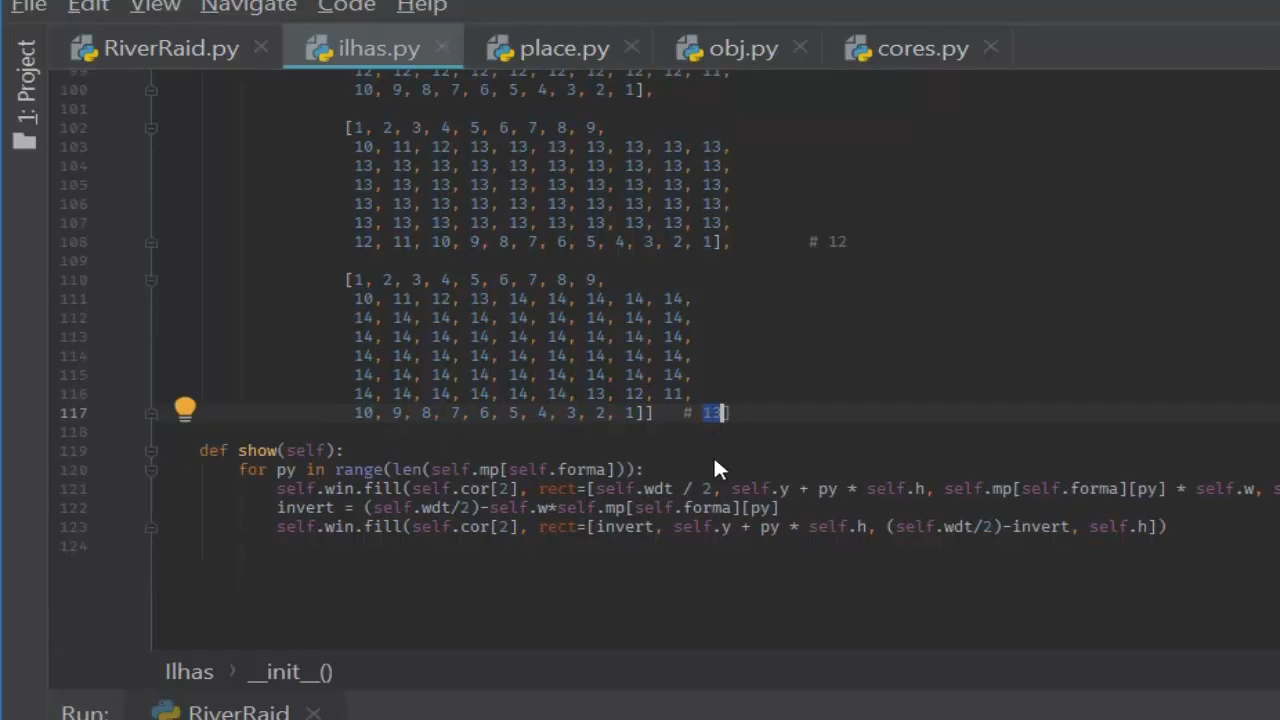 File Edit View Navigate Code Help
RiverRaid.py ilhas.py place.py obj.py cores.py
1: Project
99 12, 12, 12, 12, 12, 12, 12, 12, 12, 11,
100 10, 9, 8, 7, 6, 5, 4, 3, 2, 1],
101
102 [1, 2, 3, 4, 5, 6, 7, 8, 9,
103 10, 11, 12, 13, 13, 13, 13, 13, 13, 13,
104 13, 13, 13, 13, 13, 13, 13, 13, 13, 13,
105 13, 13, 13, 13, 13, 13, 13, 13, 13, 13,
106 13, 13, 13, 13, 13, 13, 13, 13, 13, 13,
107 13, 13, 13, 13, 13, 13, 13, 13, 13, 13,
108 12, 11, 10, 9, 8, 7, 6, 5, 4, 3, 2, 1], # 12
109
110 [1, 2, 3, 4, 5, 6, 7, 8, 9,
111 10, 11, 12, 13, 14, 14, 14, 14, 14,
112 14, 14, 14, 14, 14, 14, 14, 14, 14,
113 14, 14, 14, 14, 14, 14, 14, 14, 14,
114 14, 14, 14, 14, 14, 14, 14, 14, 14,
115 14, 14, 14, 14, 14, 14, 14, 14, 14,
116 14, 14, 14, 14, 14, 14, 13, 12, 11,
117 10, 9, 8, 7, 6, 5, 4, 3, 2, 1]] # 13]
118
119 def show(self):
120 for py in range(len(self.mp[self.forma])):
121 self.win.fill(self.cor[2], rect=[self.wdt / 2, self.y + py * self.h, self.mp[self.forma][py] * self.w, s
122 invert = (self.wdt/2)-self.w*self.mp[self.forma][py]
123 self.win.fill(self.cor[2], rect=[invert, self.y + py * self.h, (self.wdt/2)-invert, self.h])
124
Ilhas › __init__()
Run: RiverRaid